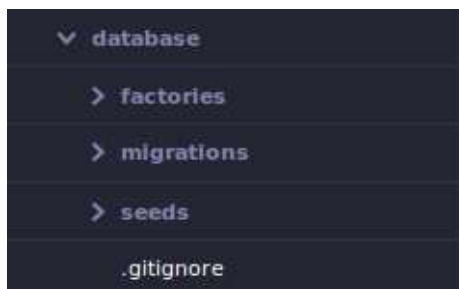 database
factories
migrations
seeds
.gitignore